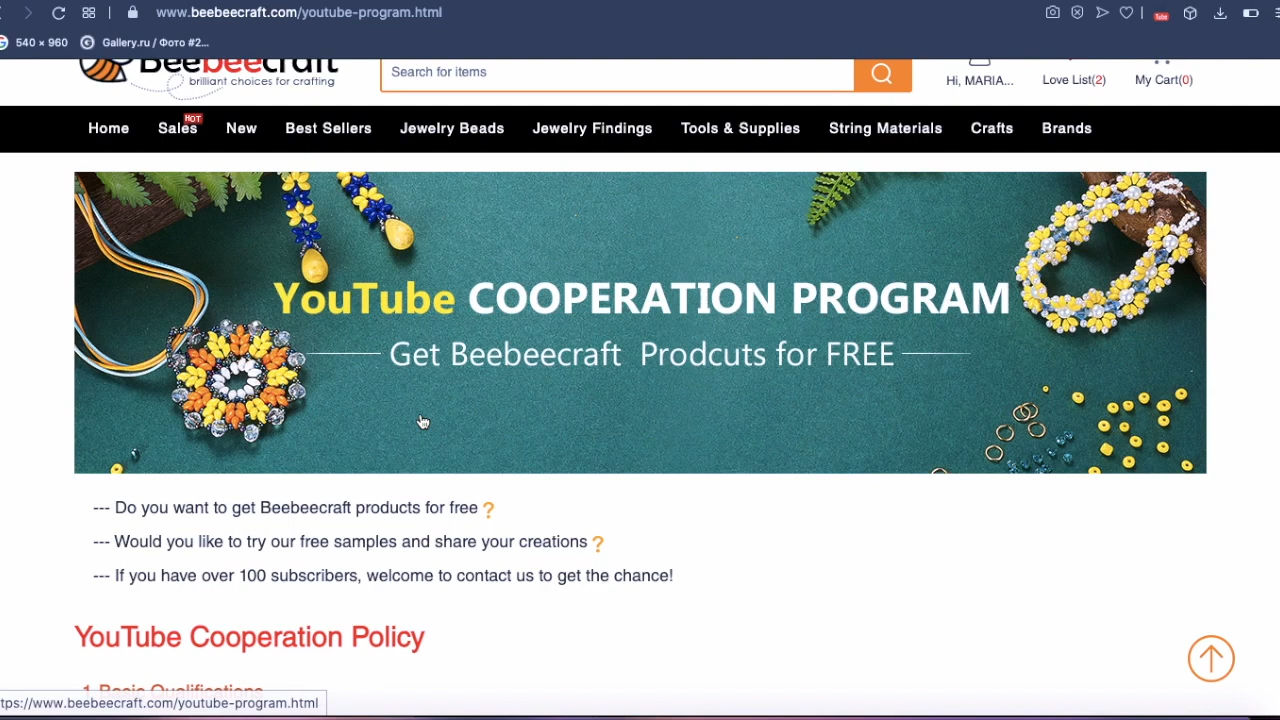 www.beebeecraft.com/youtube-program.html
540 × 960 Gallery.ru / Фото #2...
Beebeecraft
brilliant choices for crafting
Search for items
Hi, MARIA... Love List(2) My Cart(0)
HOT
Home Sales New Best Sellers Jewelry Beads Jewelry Findings Tools & Supplies String Materials Crafts Brands
YouTube COOPERATION PROGRAM
Get Beebeecraft Prodcuts for FREE
--- Do you want to get Beebeecraft products for free ?
--- Would you like to try our free samples and share your creations ?
--- If you have over 100 subscribers, welcome to contact us to get the chance!
YouTube Cooperation Policy
1 Basic Qualifications
tps://www.beebeecraft.com/youtube-program.html